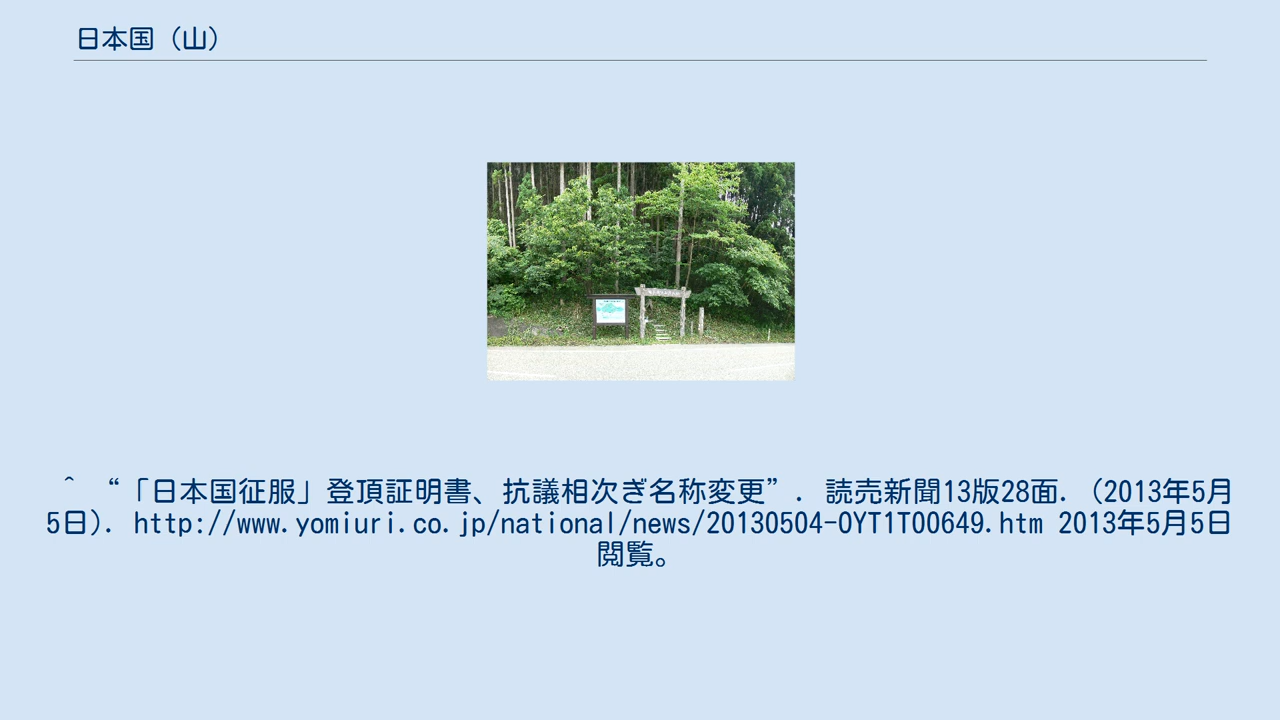 日本国（山）
^ “「日本国征服」登頂証明書、抗議相次ぎ名称変更”. 読売新聞13版28面. (2013年5月
5日). http://www.yomiuri.co.jp/national/news/20130504-OYT1T00649.htm 2013年5月5日
閲覧。